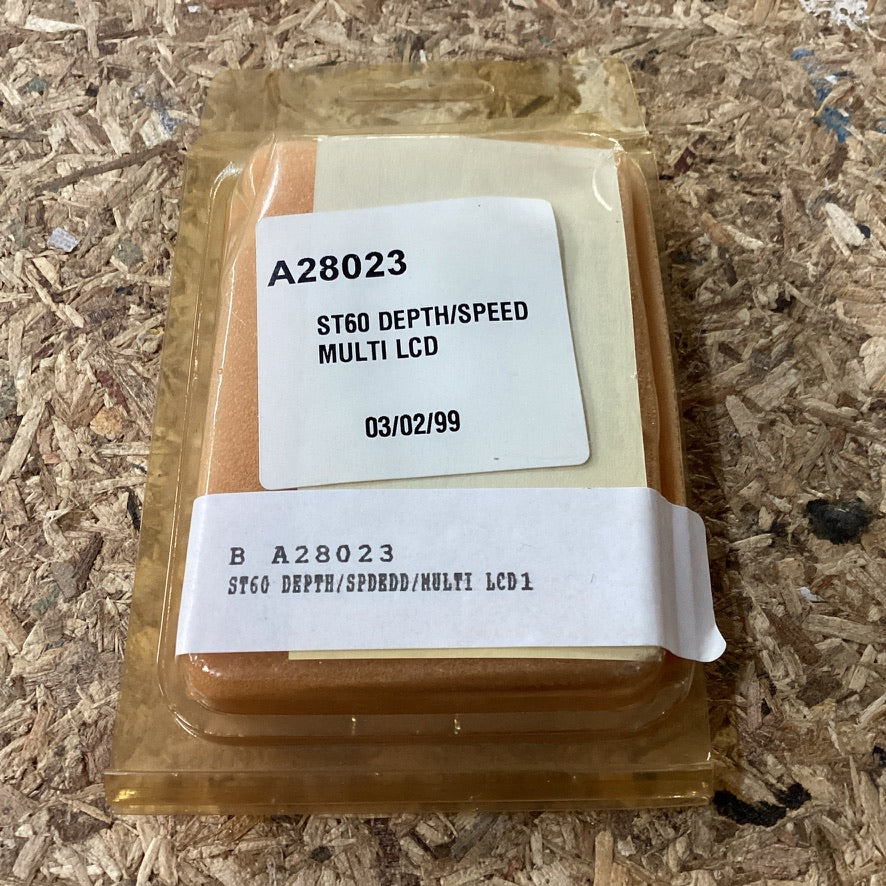 A28023
ST60 DEPTH/SPEED
MULTI LCD
03/02/99
B A28023
ST60 DEPTH/SPDEDD/MULTI LCD1